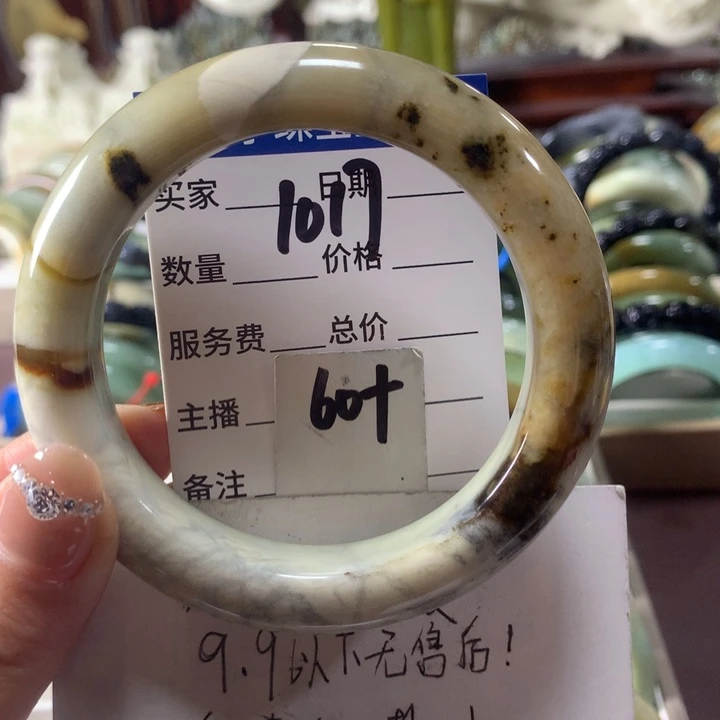 买家 日期
1017
数量 价格
服务费 总价
60+
主播
备注
9.9以下无售后!